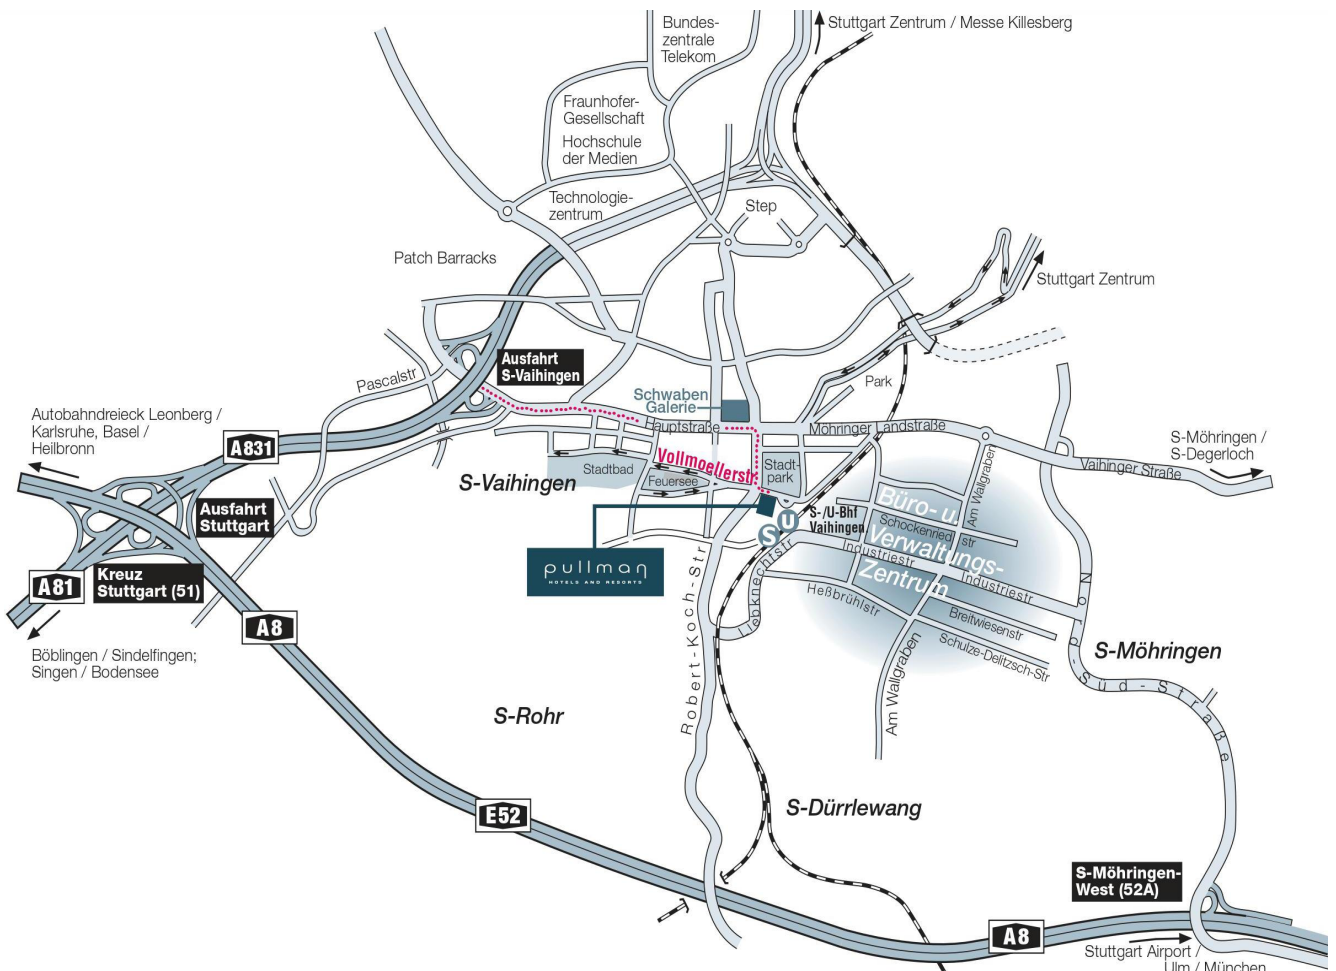 Bundes-
zentrale
Telekom
Stuttgart Zentrum / Messe Killesberg
Fraunhofer-
Gesellschaft
Hochschule
der Medien
Technologie-
zentrum
Step
Patch Barracks
Stuttgart Zentrum
Ausfahrt
S-Vaihingen
Pascalstr
Park
Schwaben
Galerie
Autobahndreieck Leonberg /
Karlsruhe, Basel /
Heilbronn
A831
Hauptstraße
Möhringer Landstraße
S-Möhringen /
S-Degerloch
Vaihinger Straße
Vollmoellerstr
Stadt-
park
Stadtbad
Feuersee
S-Vaihingen
Am Wallgraben
Ausfahrt
Stuttgart
Büro- u.
Verwaltungs-
Zentrum
S-/U-Bhf
Vaihingen
U
S
Schockenried
str
Industriestr
Industriestr
pullman
HOTELS AND RESORTS
A81
Kreuz
Stuttgart (51)
A8
Robert-Koch-Str
Liebknechtstr
Heßbrühlstr
Breitwiesenstr
Schulze-Delitzsch-Str
Am Wallgraben
Nord-Süd-Straße
S-Möhringen
Böblingen / Sindelfingen;
Singen / Bodensee
S-Rohr
E52
S-Dürrlewang
S-Möhringen-
West (52A)
A8
Stuttgart Airport /
Ulm / München